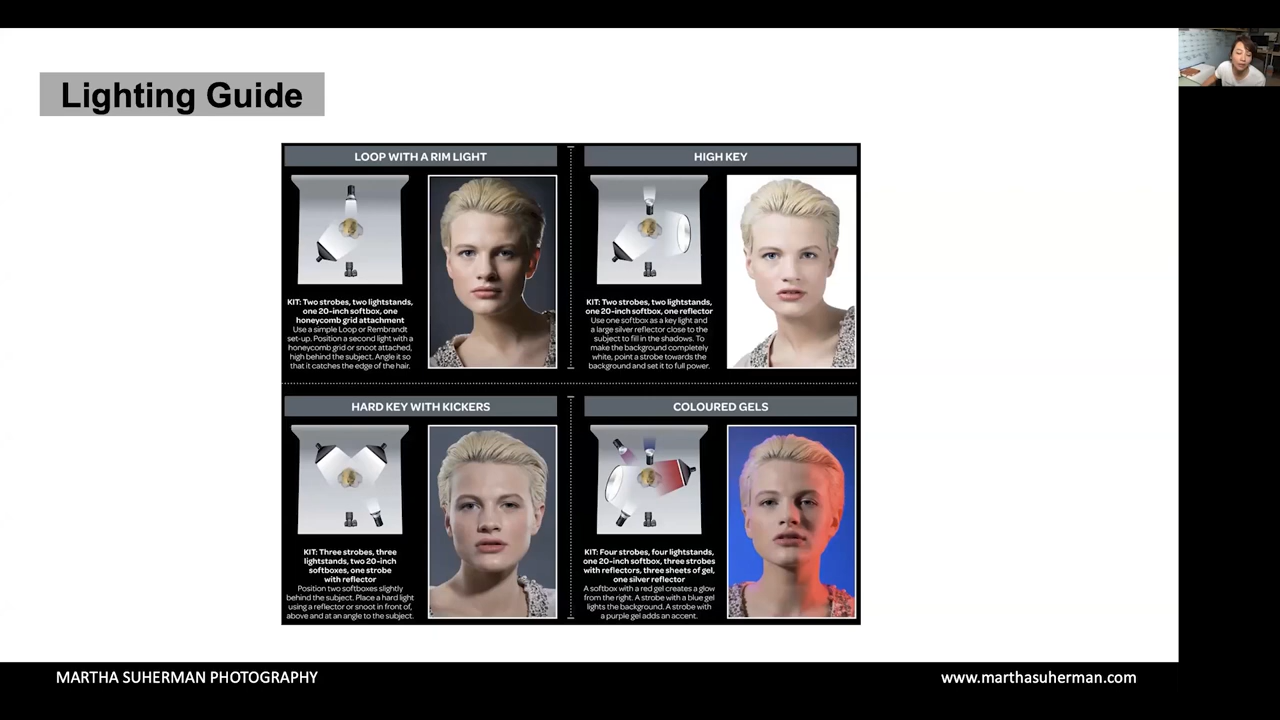 Lighting Guide
LOOP WITH A RIM LIGHT
KIT: Two strobes, two lightstands,
one 20-inch softbox, one
honeycomb grid attachment
Use a simple Loop or Rembrandt
set-up. Position a second light with a
honeycomb grid or snoot attached,
high behind the subject. Angle it so
that it catches the edge of the hair.
HIGH KEY
KIT: Two strobes, two lightstands,
one 20-inch softbox, one reflector
Use one softbox as a key light and
a large silver reflector close to the
subject to fill in the shadows. To
make the background completely
white, point a strobe towards the
background and set it to full power.
HARD KEY WITH KICKERS
KIT: Three strobes, three
lightstands, two 20-inch
softboxes, one strobe
with reflector
Position two softboxes slightly
behind the subject. Place a hard light
using a reflector or snoot in front of,
above and at an angle to the subject.
COLOURED GELS
KIT: Four strobes, four lightstands,
one 20-inch softbox, three strobes
with reflectors, three sheets of gel,
one silver reflector
A softbox with a red gel creates a glow
from the right. A strobe with a blue gel
lights the background. A strobe with
a purple gel adds an accent.
MARTHA SUHERMAN PHOTOGRAPHY
www.marthasuherman.com